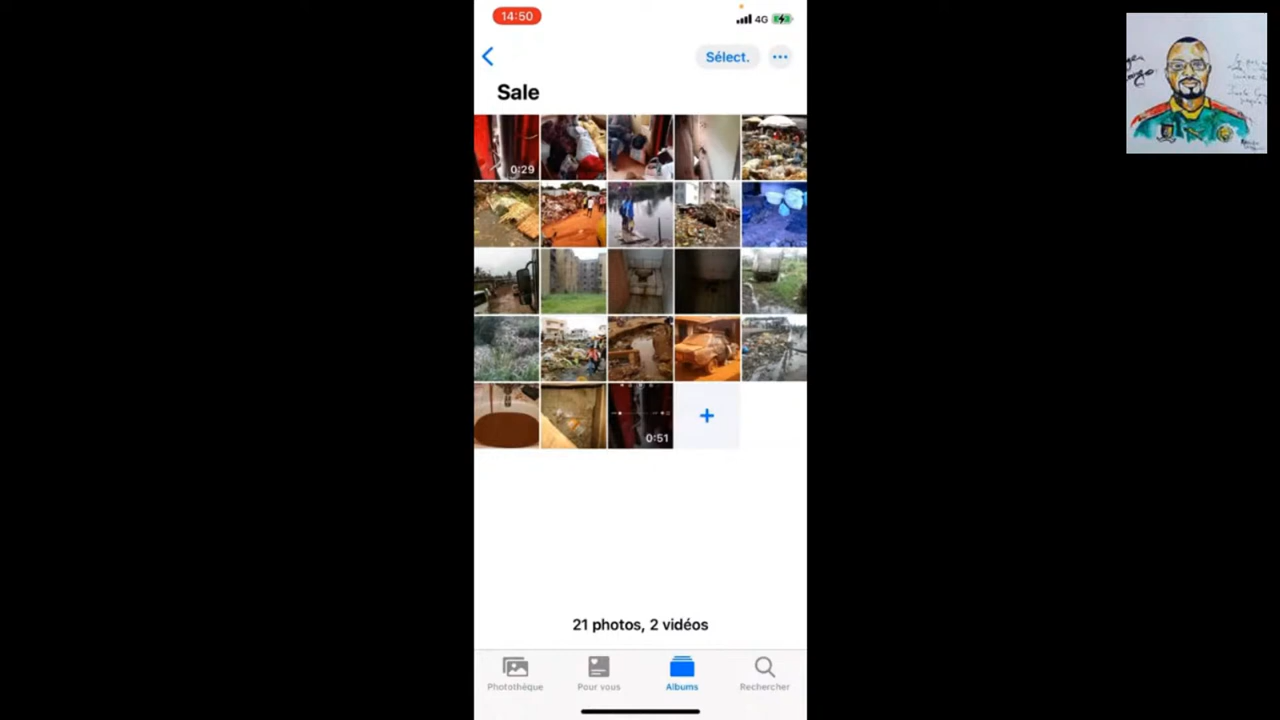 14:50
4G
Sélect.
Sale
0:29
0:51
21 photos, 2 vidéos
Photothèque
Pour vous
Albums
Rechercher